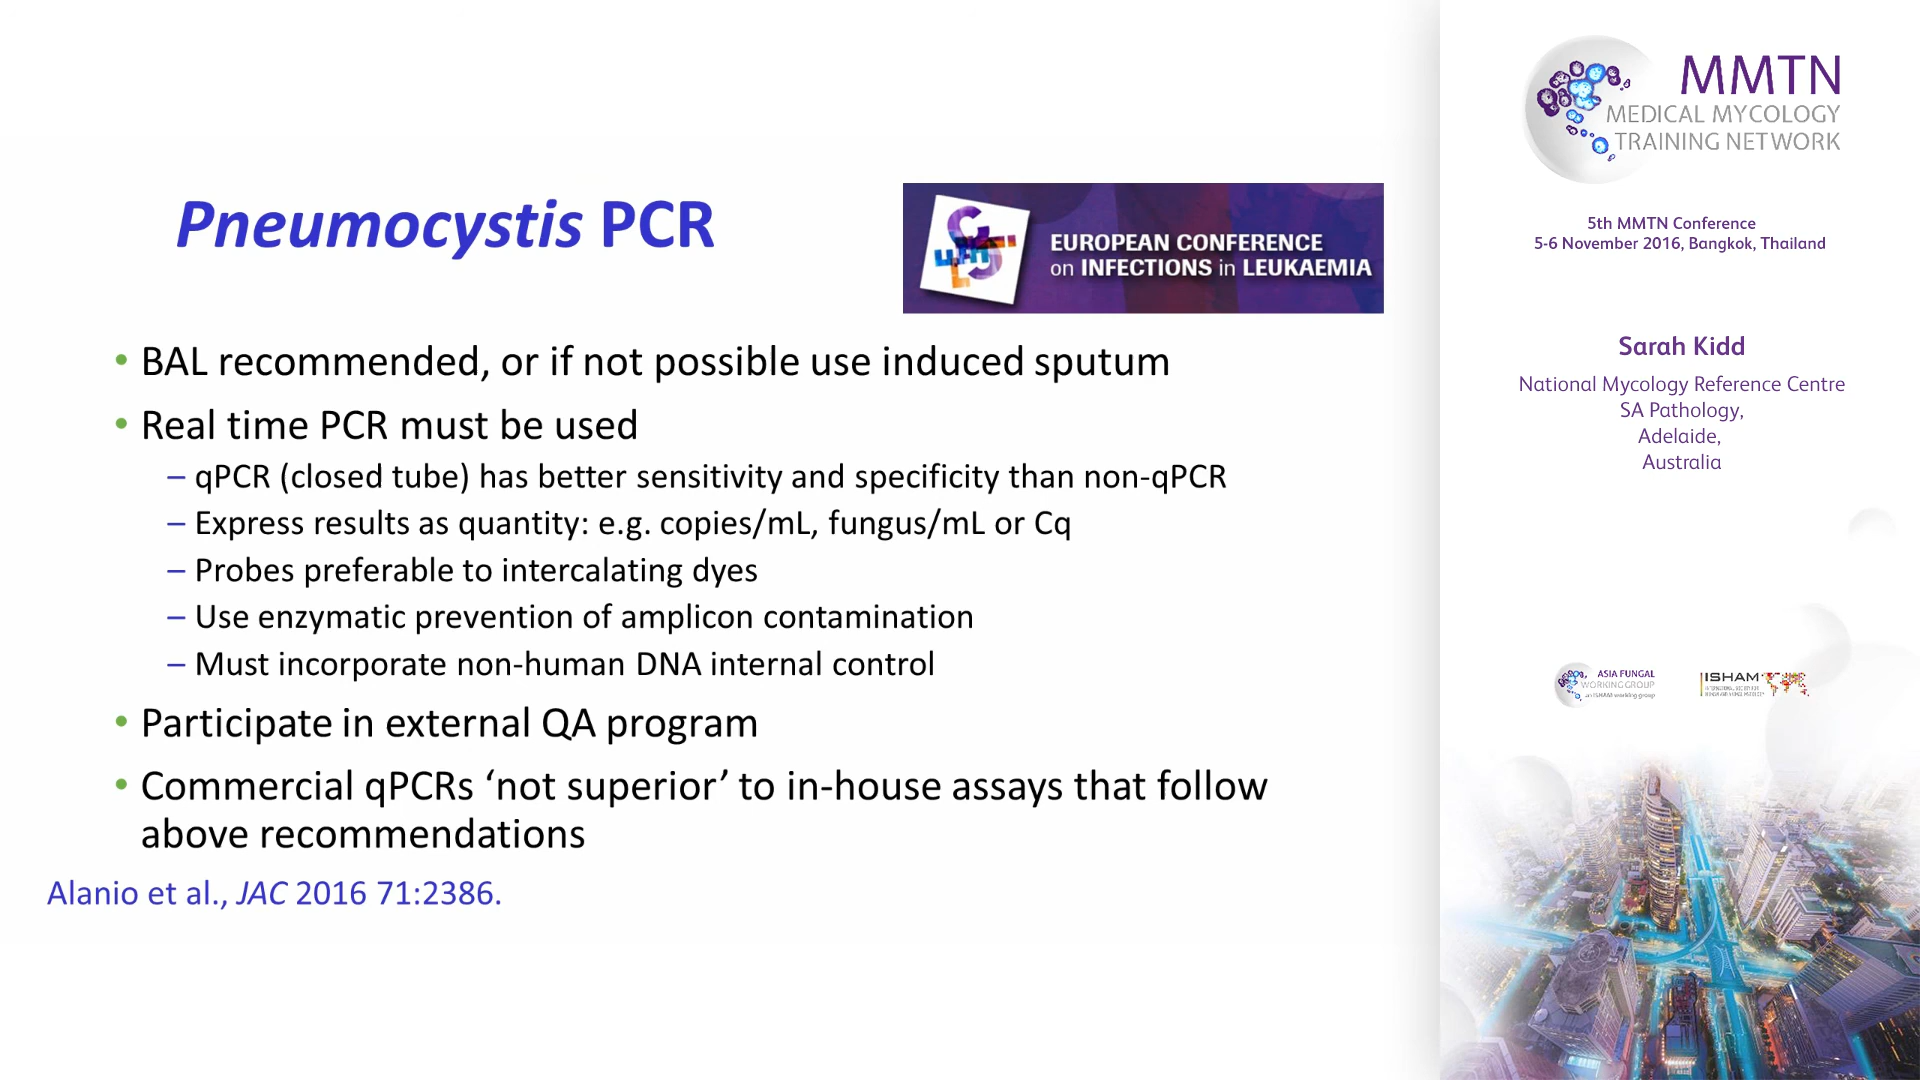 Pneumocystis PCR
EUROPEAN CONFERENCE
on INFECTIONS in LEUKAEMIA
• BAL recommended, or if not possible use induced sputum
• Real time PCR must be used
– qPCR (closed tube) has better sensitivity and specificity than non-qPCR
– Express results as quantity: e.g. copies/mL, fungus/mL or Cq
– Probes preferable to intercalating dyes
– Use enzymatic prevention of amplicon contamination
– Must incorporate non-human DNA internal control
• Participate in external QA program
• Commercial qPCRs ‘not superior’ to in-house assays that follow
above recommendations
Alanio et al., JAC 2016 71:2386.
MMTN
MEDICAL MYCOLOGY
TRAINING NETWORK
5th MMTN Conference
5-6 November 2016, Bangkok, Thailand
Sarah Kidd
National Mycology Reference Centre
SA Pathology,
Adelaide,
Australia
ASIA FUNGAL
WORKING GROUP
an ISHAM working group
ISHAM